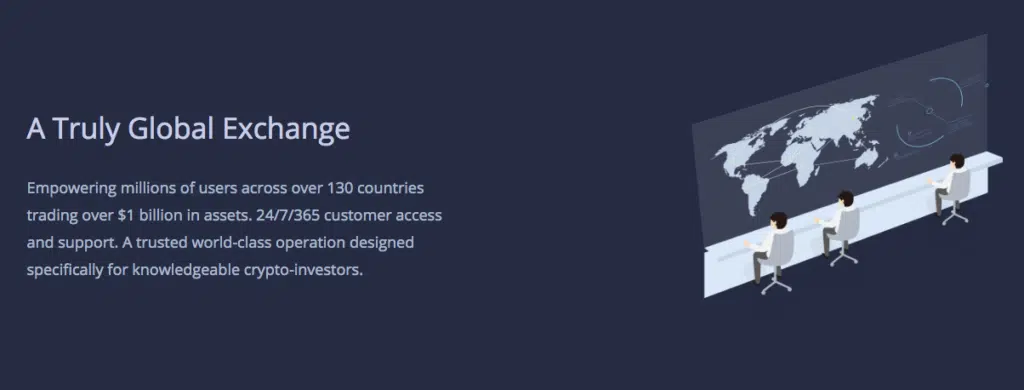 A Truly Global Exchange
Empowering millions of users across over 130 countries
trading over $1 billion in assets. 24/7/365 customer access
and support. A trusted world-class operation designed
specifically for knowledgeable crypto-investors.